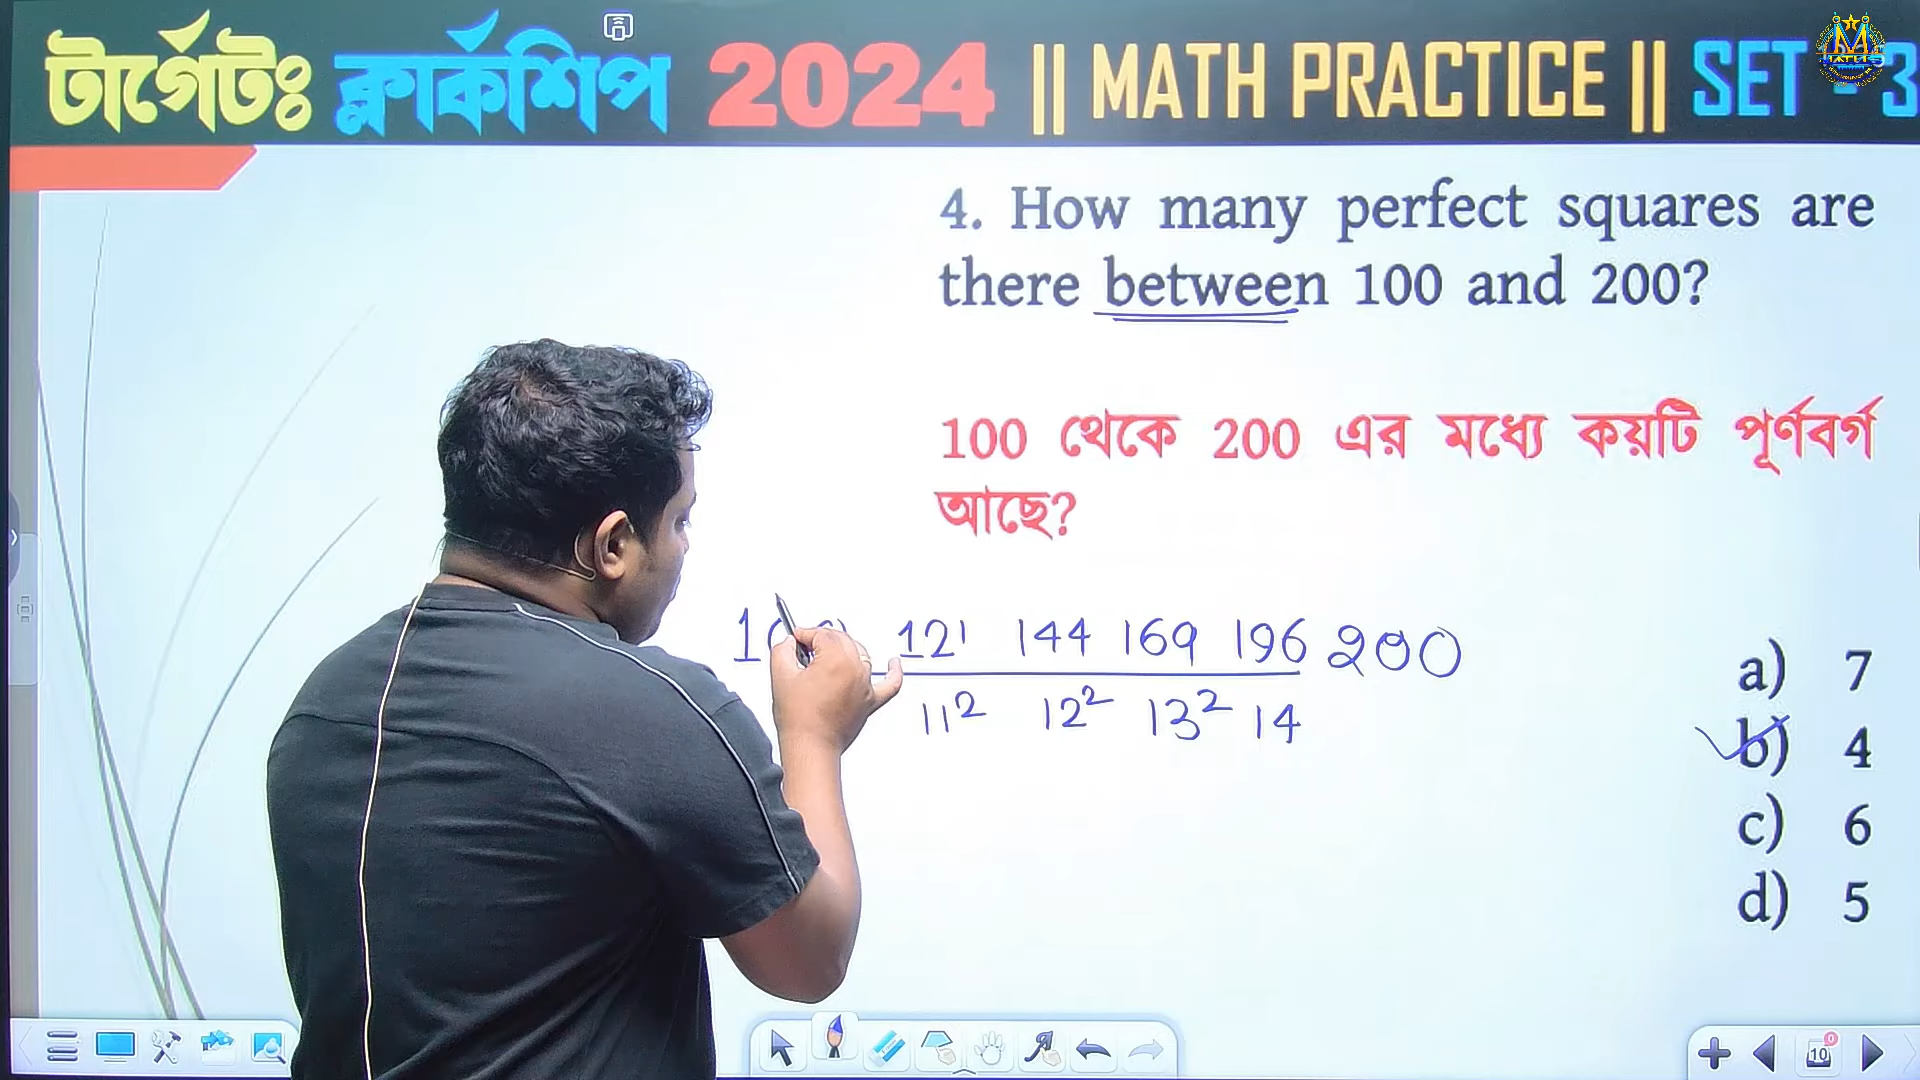 টার্গেটঃ ক্লার্কশিপ 2024 || MATH PRACTICE || SET - 3
4. How many perfect squares are
there between 100 and 200?
100 থেকে 200 এর মধ্যে কয়টি পূর্ণবর্গ
আছে?
121 144 169 196 200
11² 12² 13² 14
a) 7
b) 4
c) 6
d) 5
10